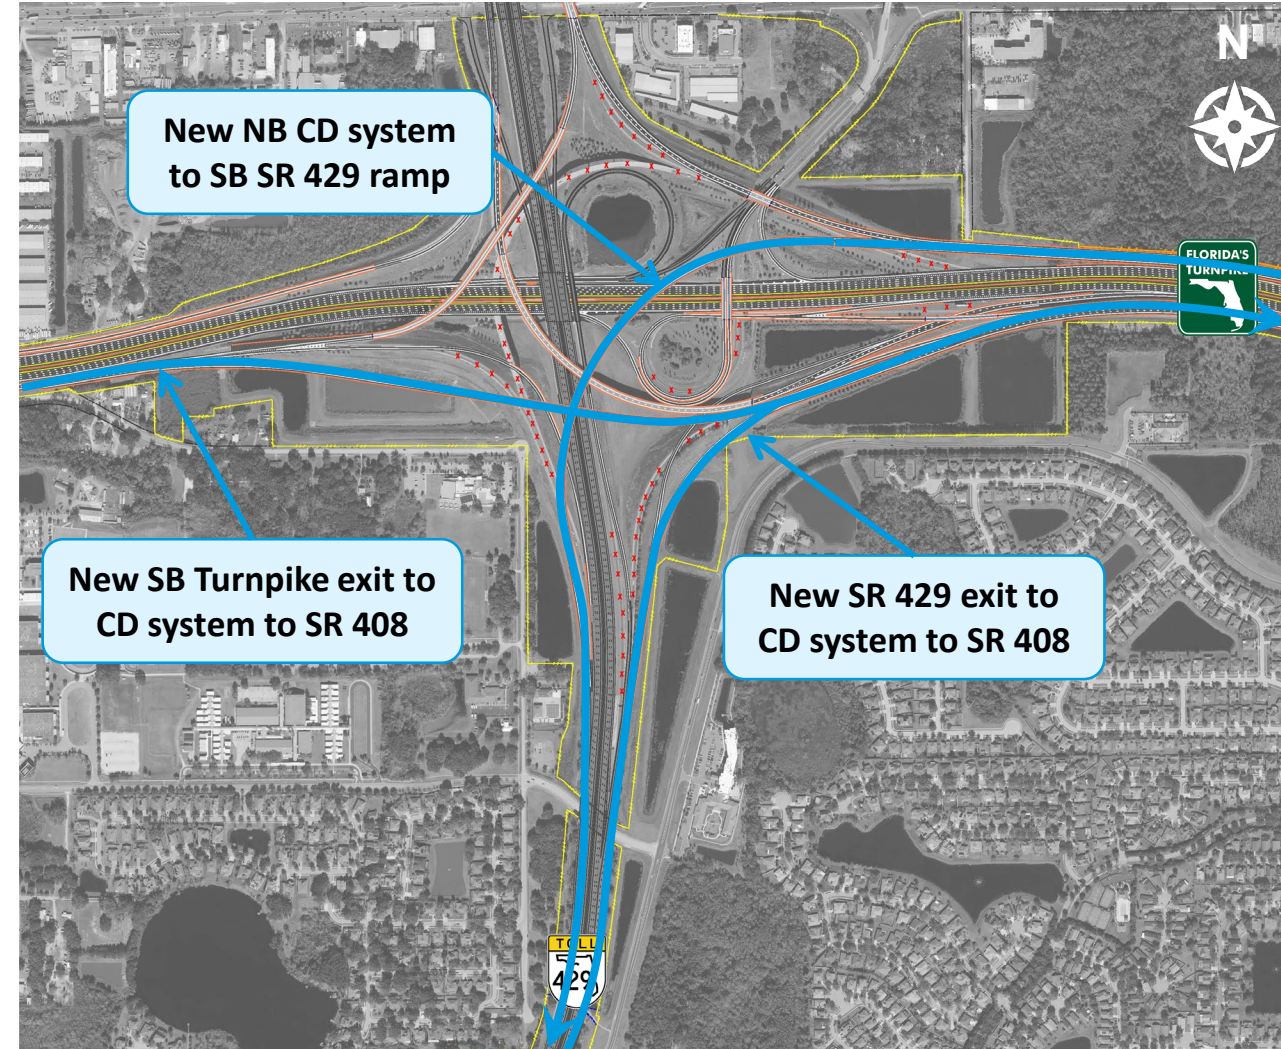 N
New NB CD system
to SB SR 429 ramp
FLORIDA'S
TURNPIKE
New SB Turnpike exit to
CD system to SR 408
New SR 429 exit to
CD system to SR 408
TOLL
429